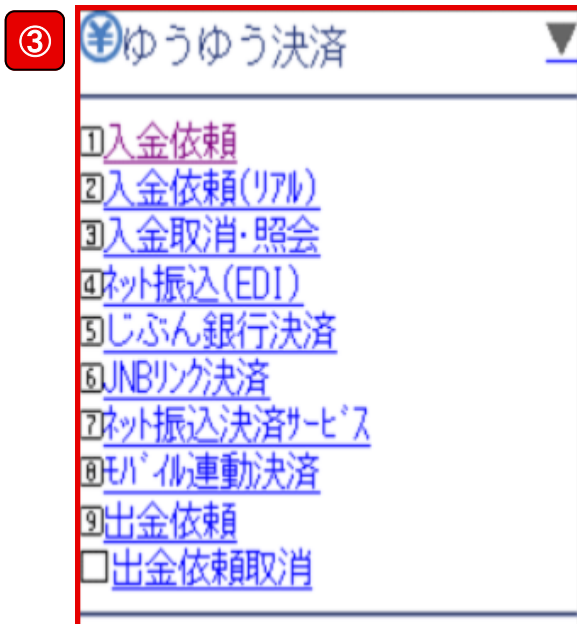 ③
¥ゆうゆう決済 ▼
1入金依頼
2入金依頼(ﾘｱﾙ)
3入金取消･照会
4ﾈｯﾄ振込(EDI)
5じぶん銀行決済
6JNBﾘﾝｸ決済
7ﾈｯﾄ振込決済ｻｰﾋﾞｽ
8ﾓﾊﾞｲﾙ連動決済
9出金依頼
□出金依頼取消